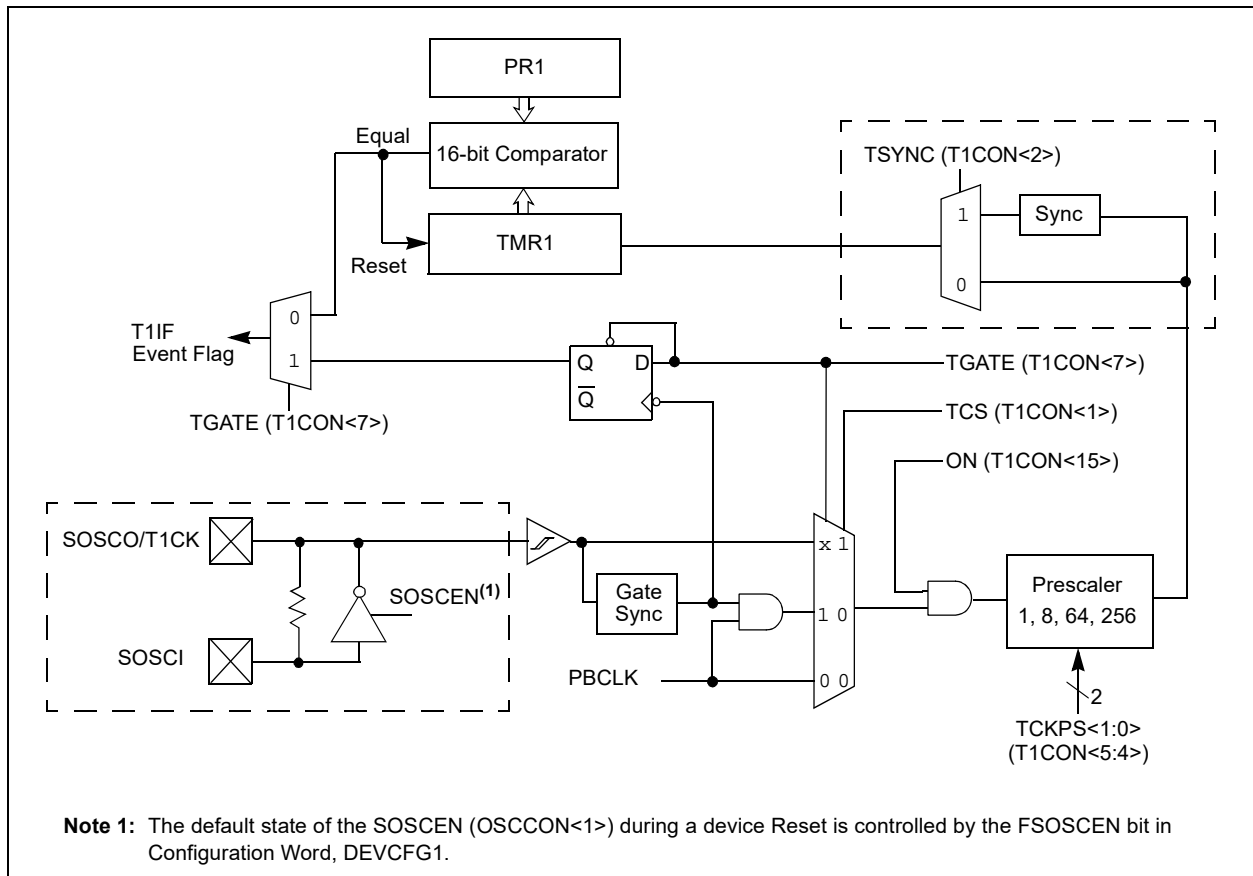 PR1
Equal
16-bit Comparator
TSYNC (T1CON<2>)
1
Sync
TMR1
Reset
0
0
T1IF
Event Flag
1
Q
D
Q
TGATE (T1CON<7>)
TGATE (T1CON<7>)
TCS (T1CON<1>)
ON (T1CON<15>)
SOSCO/T1CK
x 1
SOSCEN(1)
Gate
Sync
Prescaler
1, 8, 64, 256
1 0
SOSCI
PBCLK
0 0
2
TCKPS<1:0>
(T1CON<5:4>)
Note 1: The default state of the SOSCEN (OSCCON<1>) during a device Reset is controlled by the FSOSCEN bit in
Configuration Word, DEVCFG1.